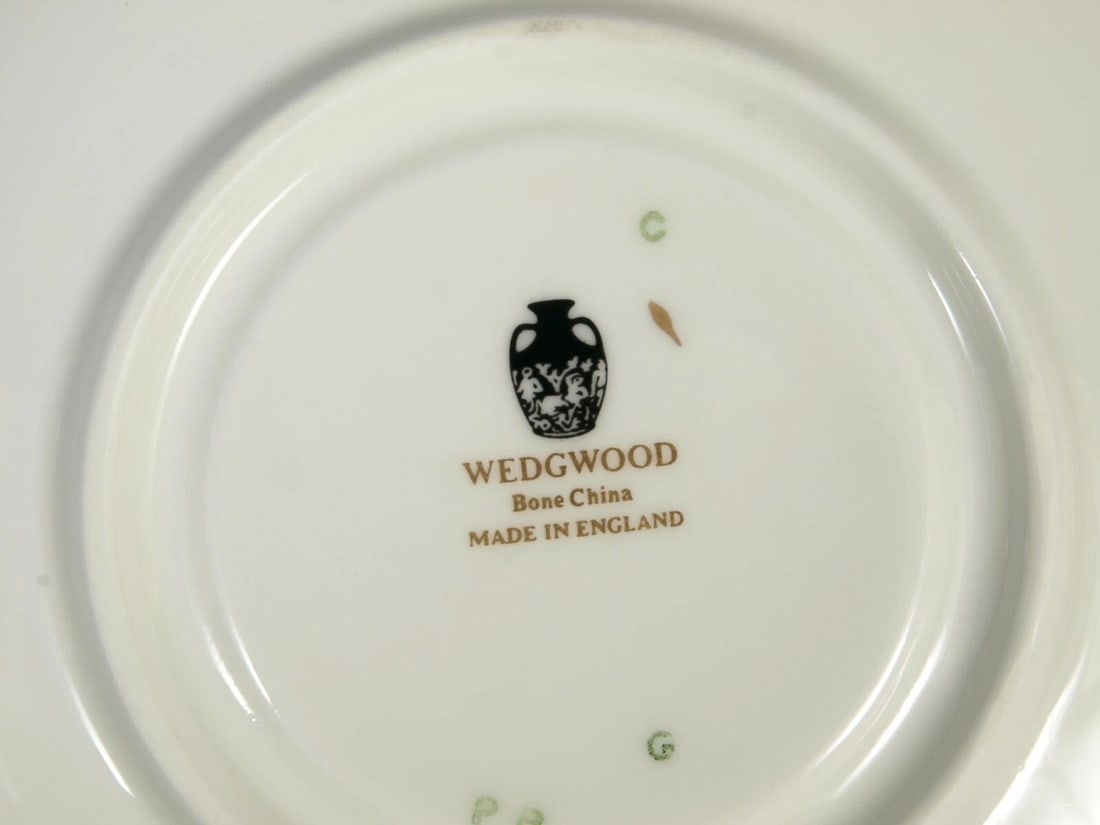 C
WEDGWOOD
Bone China
MADE IN ENGLAND
G
P P